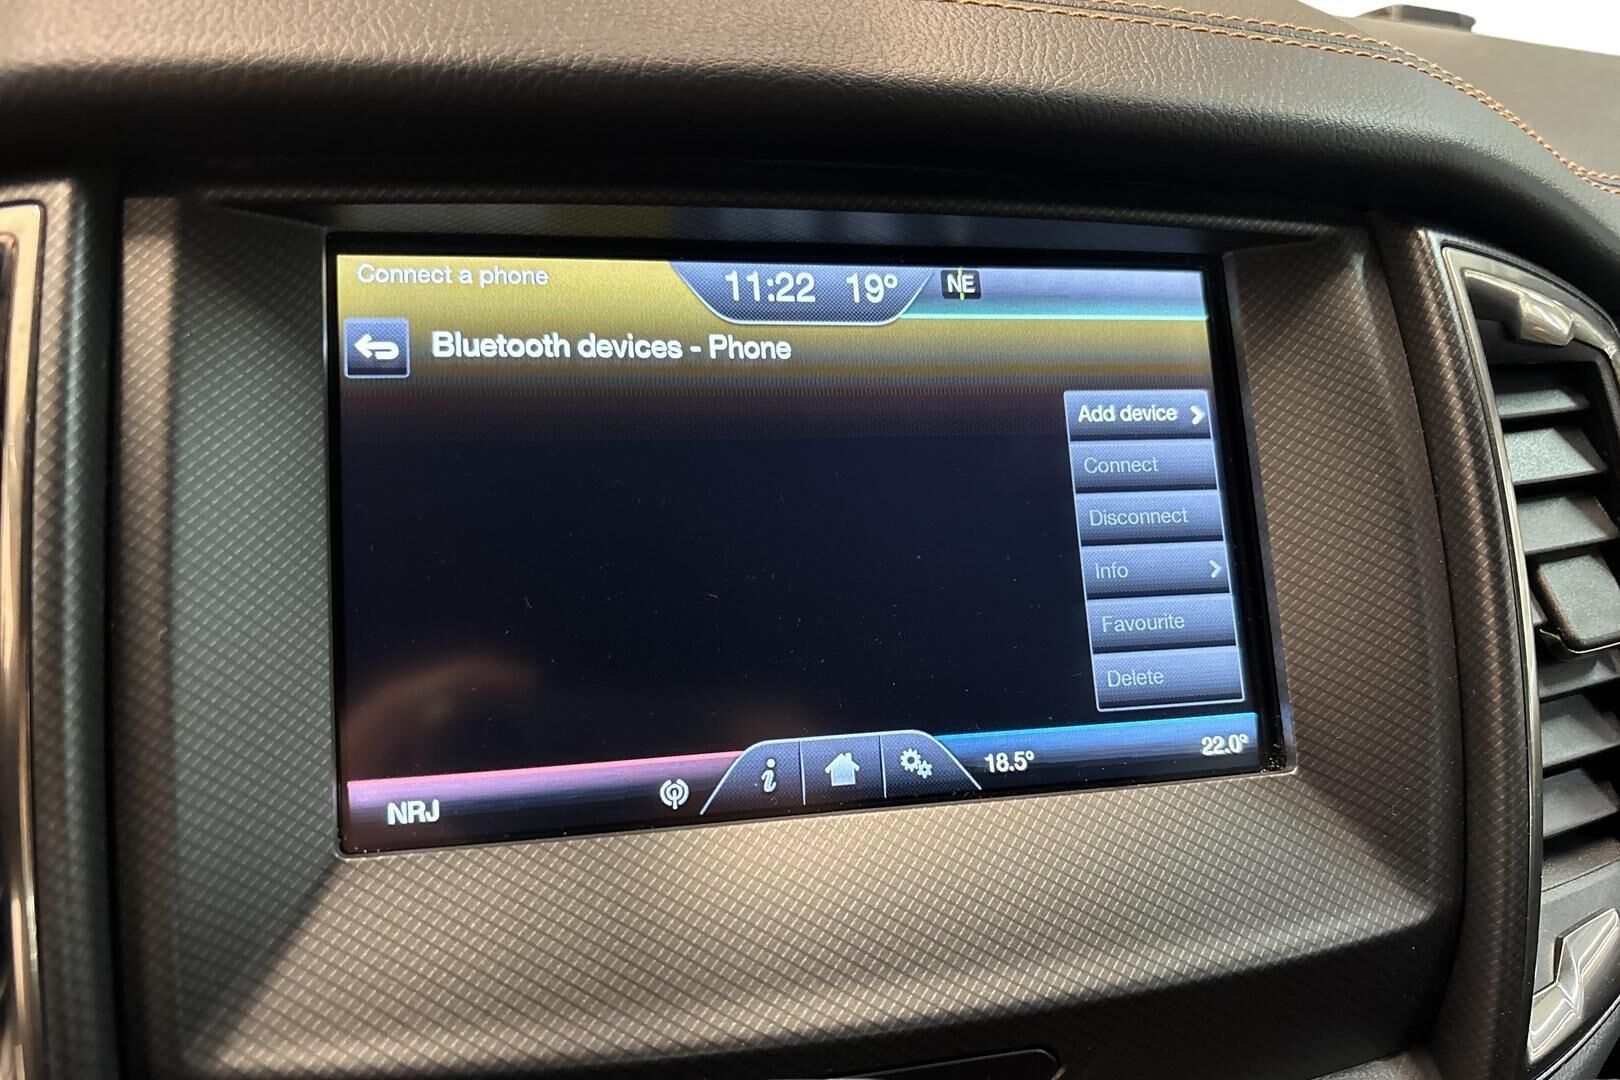 Connect a phone
11:22 19°
NE
Bluetooth devices - Phone
Add device
Connect
Disconnect
Info
Favourite
Delete
NRJ
i
18.5°
22.0°